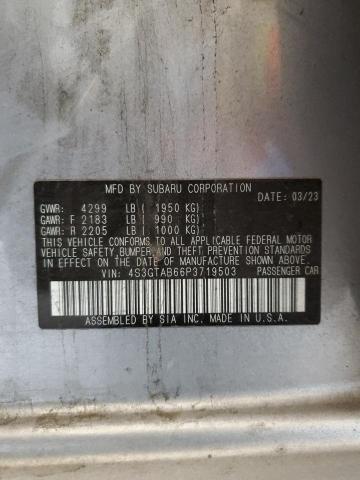 MFD BY SUBARU CORPORATION
DATE: 03/23
GVWR: 4299 LB ( 1950 KG)
GAWR: F 2183 LB ( 990 KG)
GAWR: R 2205 LB ( 1000 KG)
THIS VEHICLE CONFORMS TO ALL APPLICABLE FEDERAL MOTOR
VEHICLE SAFETY, BUMPER, AND THEFT PREVENTION STANDARDS
IN EFFECT ON THE DATE OF MANUFACTURE SHOWN ABOVE.
VIN: 4S3GTAB66P3719503 PASSENGER CAR
ASSEMBLED BY SIA INC. MADE IN U.S.A.